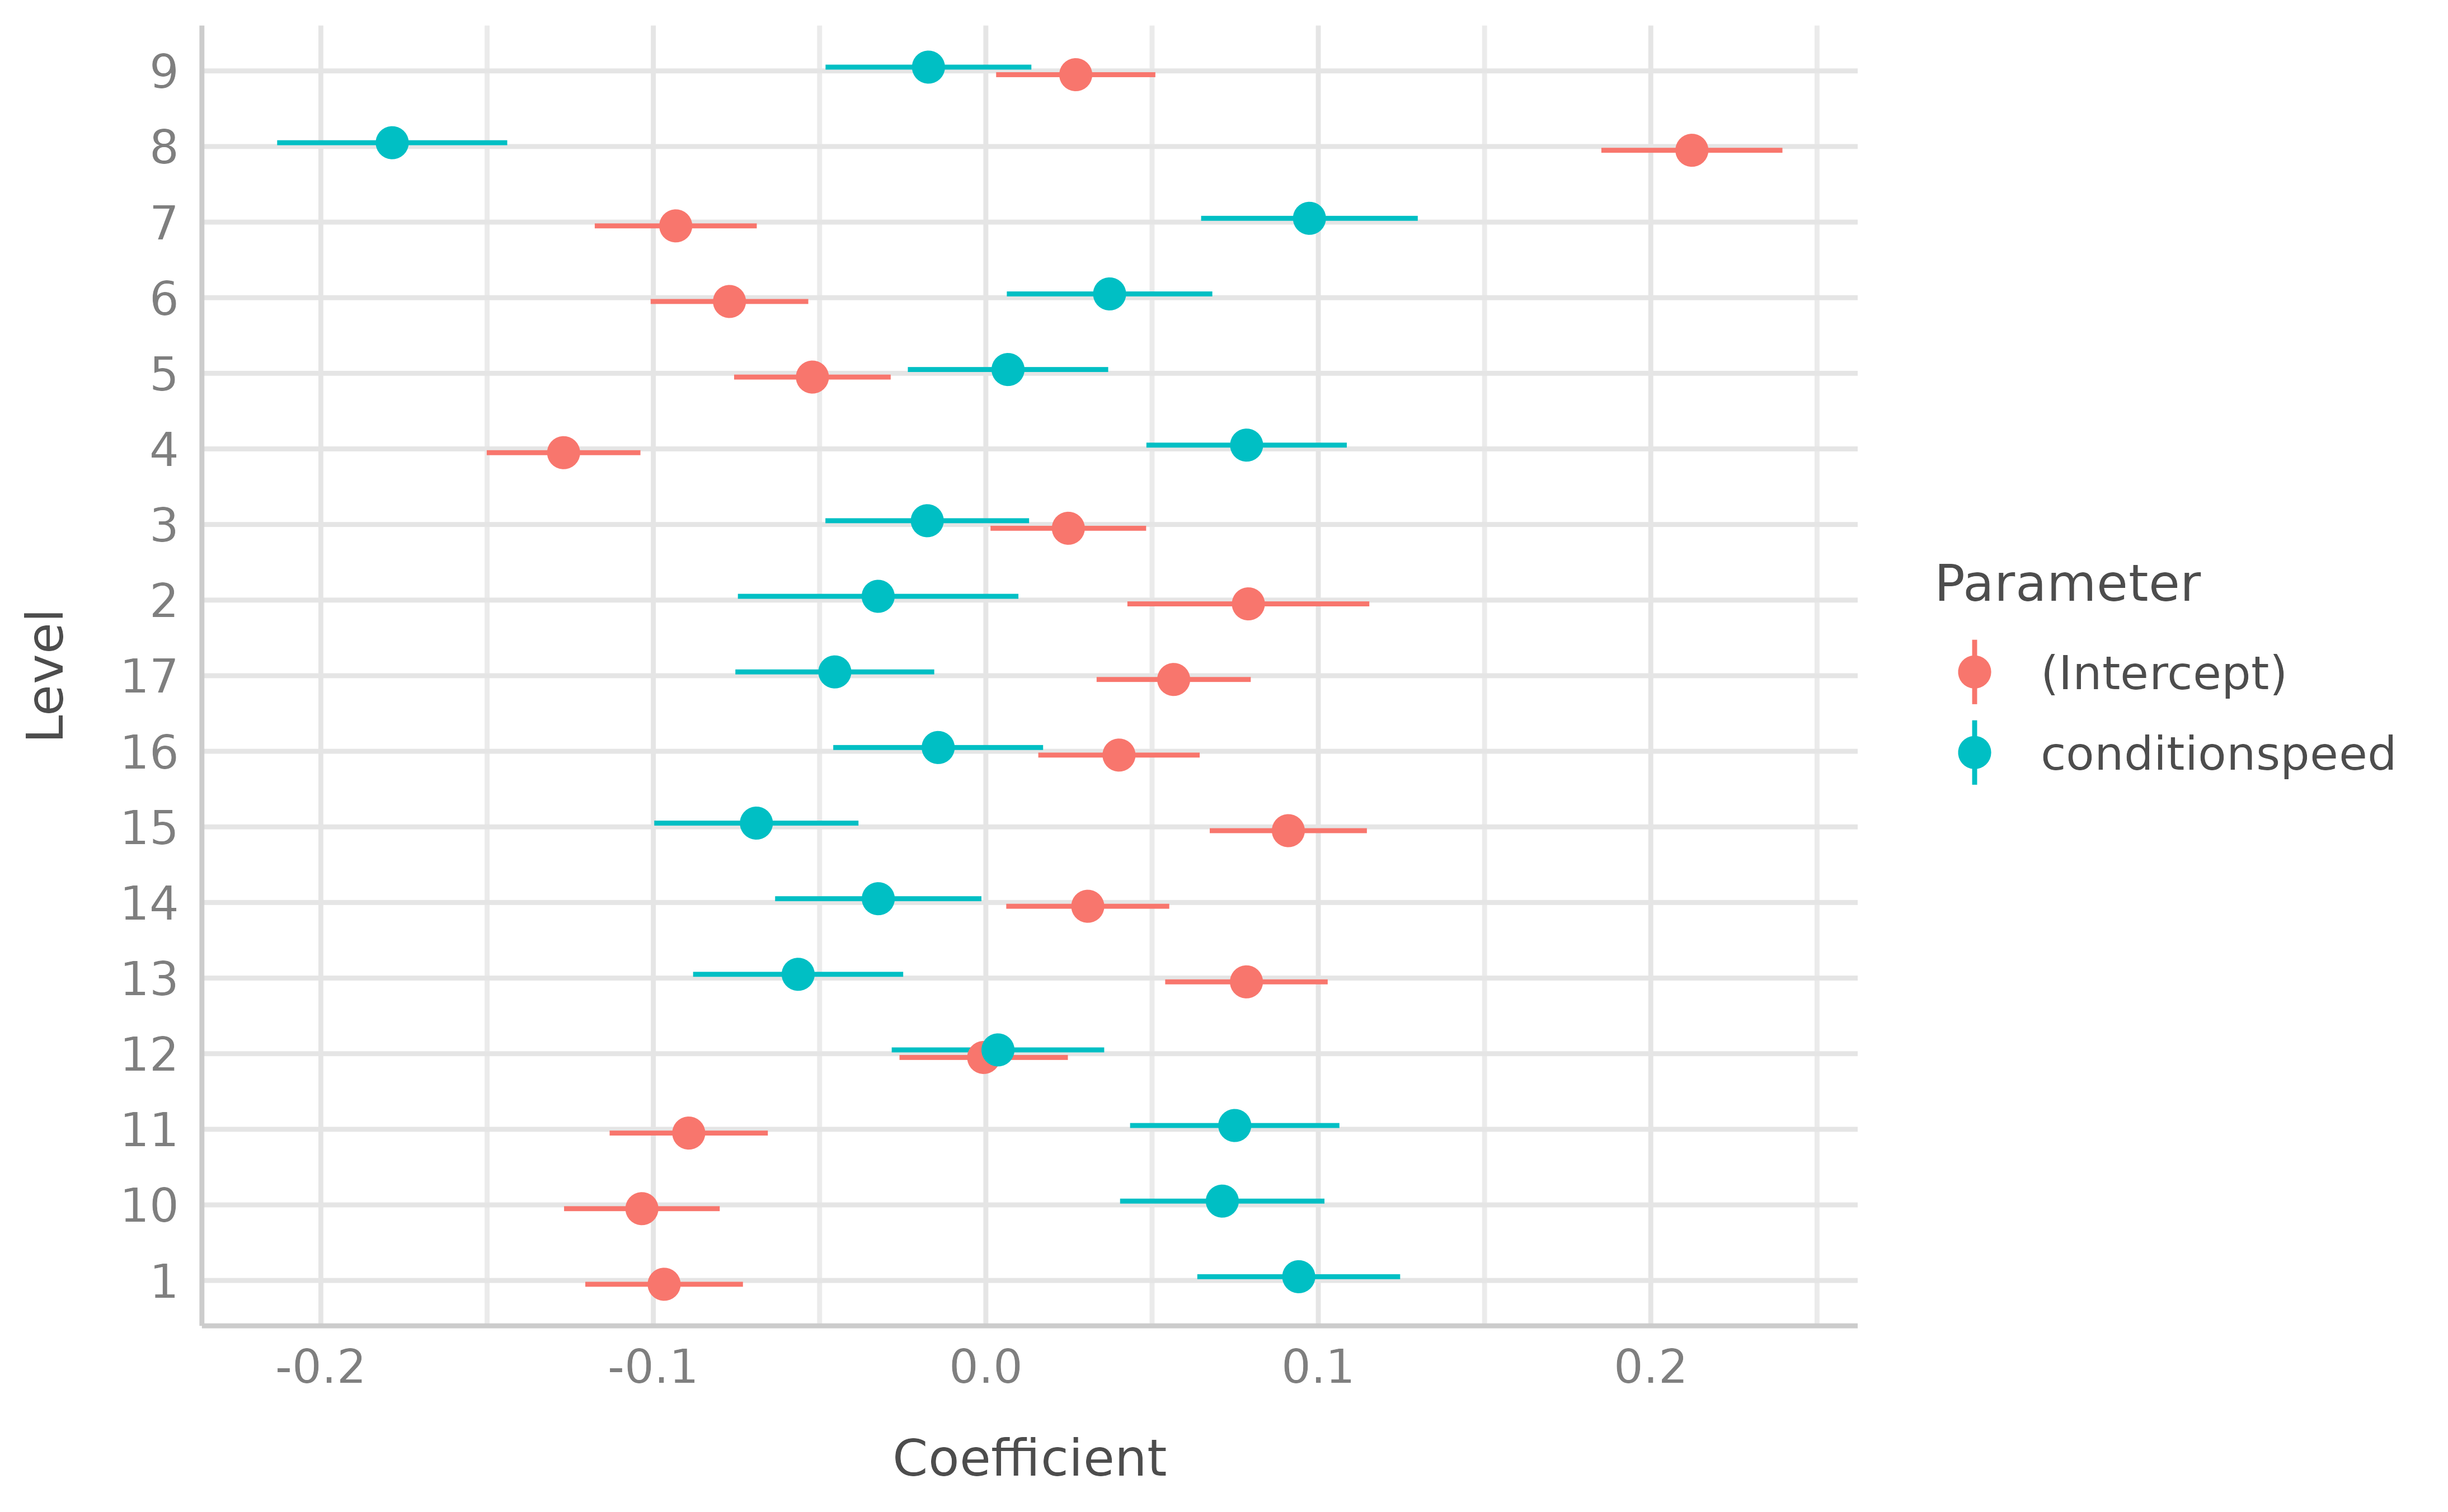 Level
9
8
7
6
5
4
3
2
17
16
15
14
13
12
11
10
1
-0.2 -0.1 0.0 0.1 0.2
Coefficient
Parameter
(Intercept)
conditionspeed